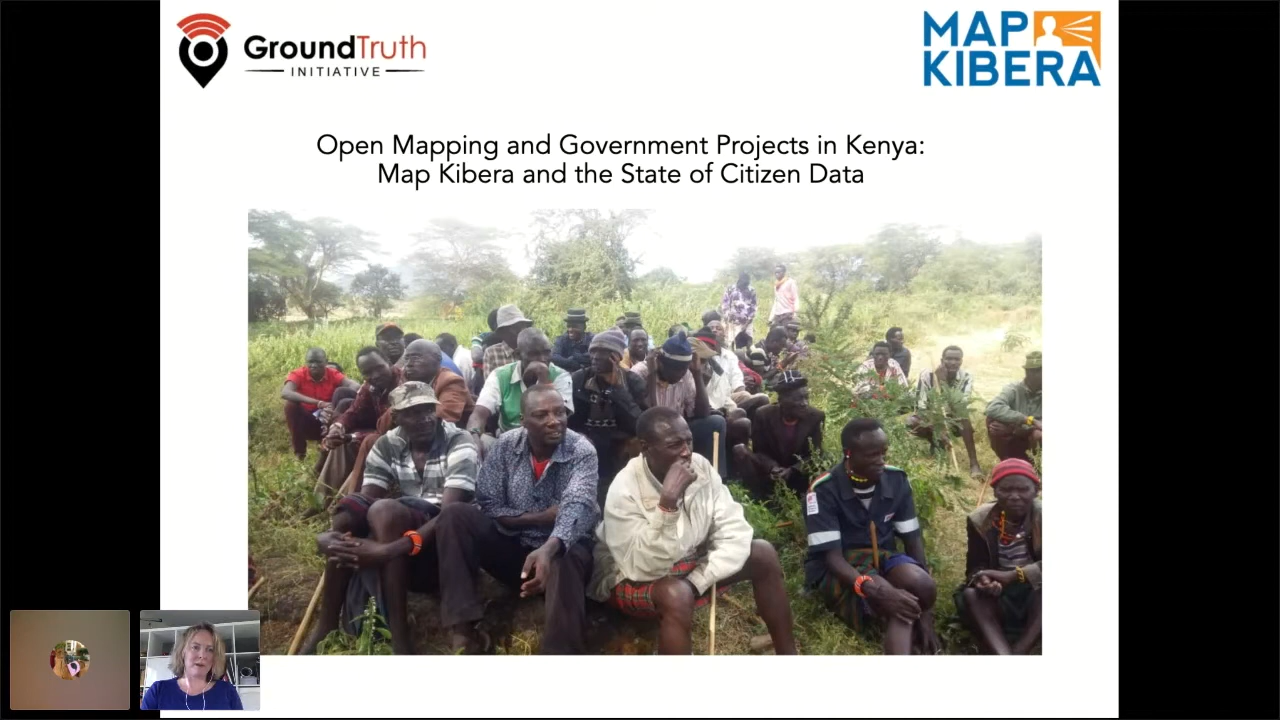 GroundTruth
INITIATIVE
MAP
KIBERA
Open Mapping and Government Projects in Kenya:
Map Kibera and the State of Citizen Data